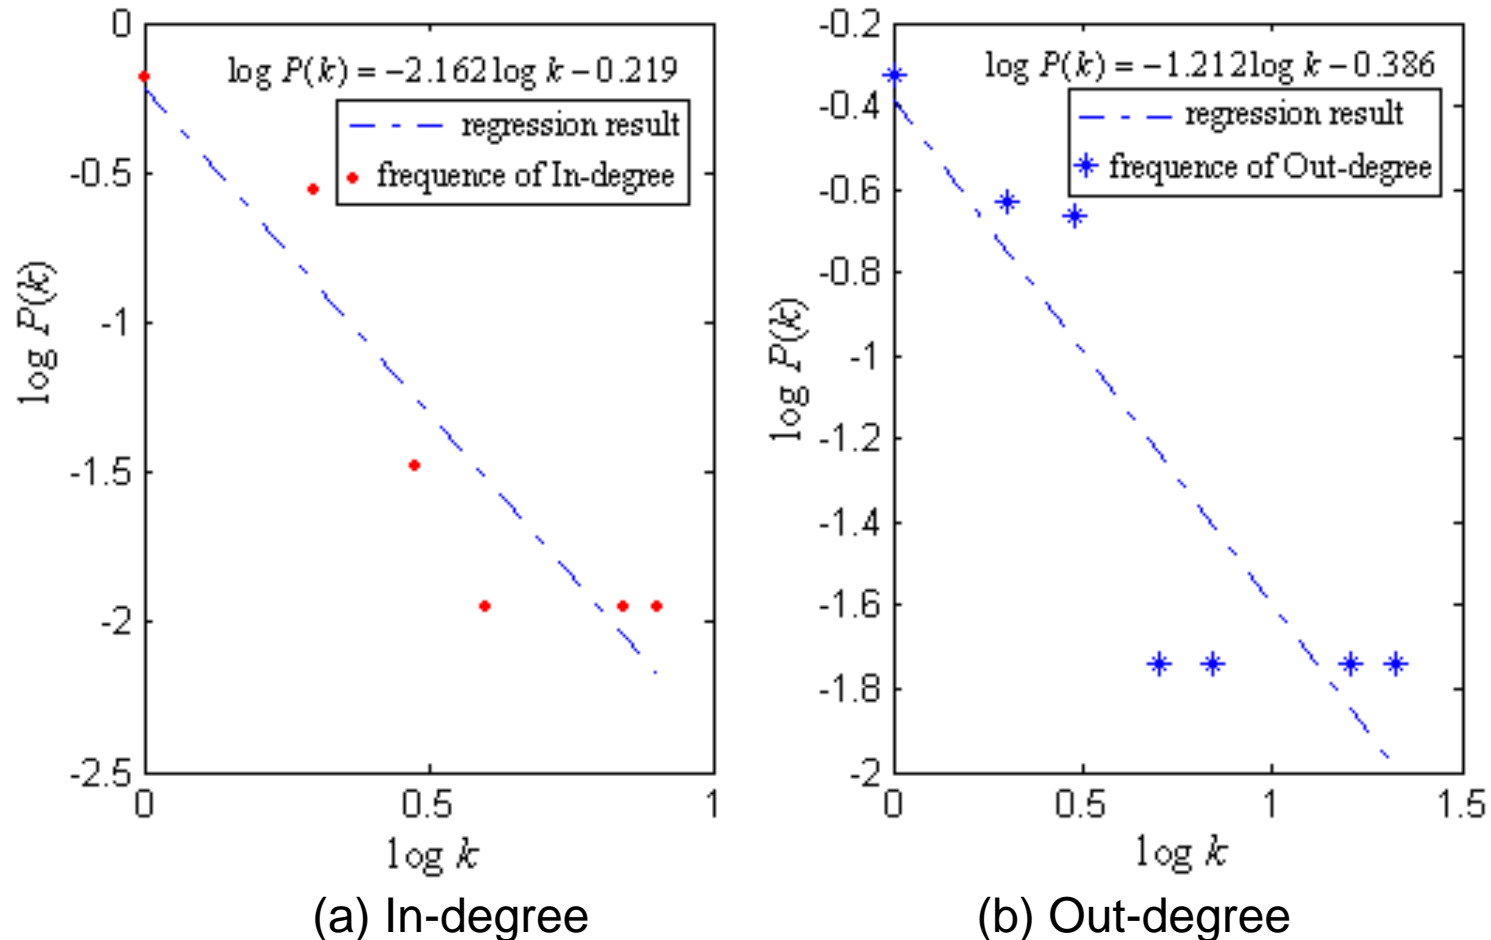 0
-0.5
-1
-1.5
-2
-2.5
0
0.5
1
log P(k)
log k
log P(k) = −2.162log k − 0.219
regression result
frequence of In-degree
(a) In-degree
-0.2
-0.4
-0.6
-0.8
-1
-1.2
-1.4
-1.6
-1.8
-2
0
0.5
1
1.5
log P(k)
log k
log P(k) = −1.212log k − 0.386
regression result
frequence of Out-degree
(b) Out-degree